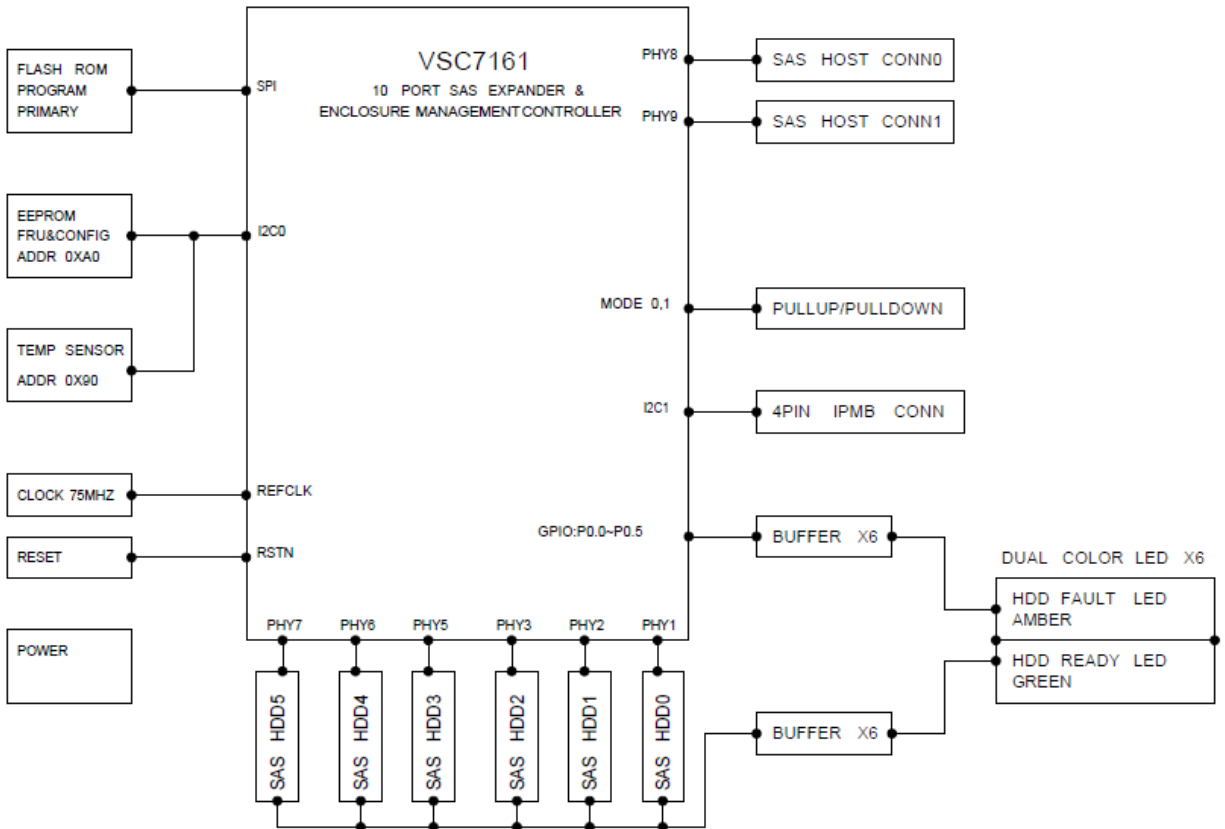 VSC7161
10 PORT SAS EXPANDER &
ENCLOSURE MANAGEMENT CONTROLLER
FLASH ROM
PROGRAM
PRIMARY
SPI
EEPROM
FRU&CONFIG
ADDR 0XA0
I2C0
TEMP SENSOR
ADDR 0X90
CLOCK 75MHZ
REFCLK
RESET
RSTN
POWER
PHY8
SAS HOST CONN0
PHY9
SAS HOST CONN1
MODE 0,1
PULLUP/PULLDOWN
I2C1
4PIN IPMB CONN
GPIO:P0.0~P0.5
BUFFER X6
DUAL COLOR LED X6
HDD FAULT LED
AMBER
HDD READY LED
GREEN
BUFFER X6
PHY7
PHY6
PHY5
PHY3
PHY2
PHY1
SAS HDD5
SAS HDD4
SAS HDD3
SAS HDD2
SAS HDD1
SAS HDD0